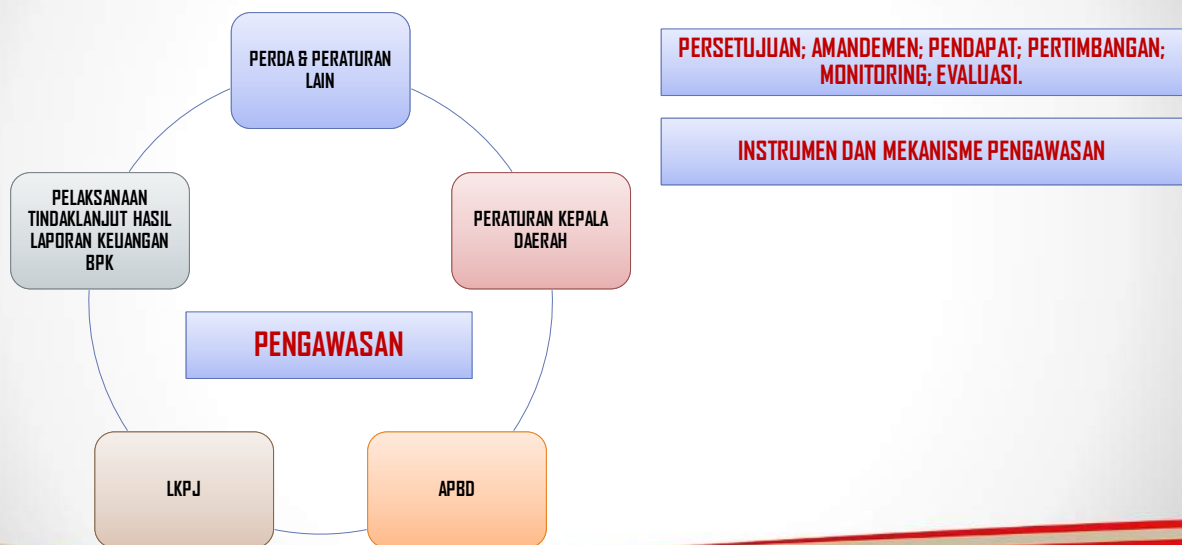 PERDA & PERATURAN
LAIN
PERATURAN KEPALA
DAERAH
APBD
LKPJ
PELAKSANAAN
TINDAKLANJUT HASIL
LAPORAN KEUANGAN
BPK
PENGAWASAN
PERSETUJUAN; AMANDEMEN; PENDAPAT; PERTIMBANGAN;
MONITORING; EVALUASI.
INSTRUMEN DAN MEKANISME PENGAWASAN